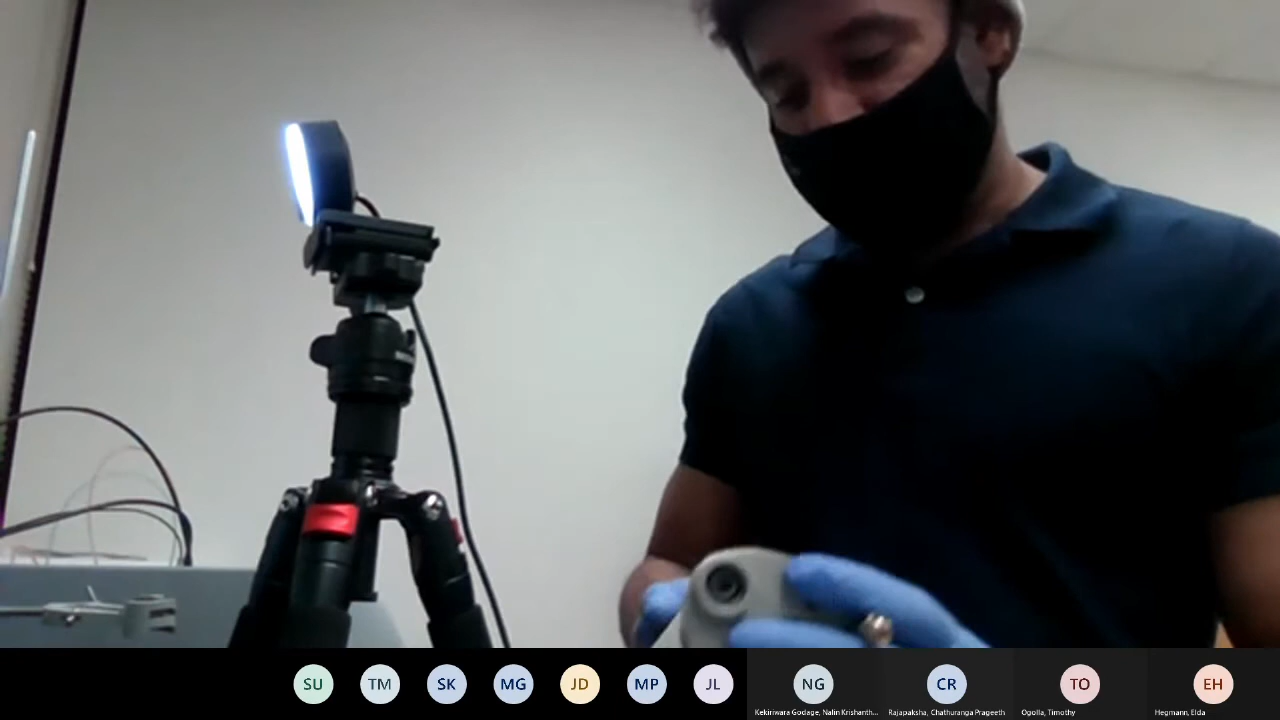 SU
TM
SK
MG
JD
MP
JL
NG
CR
TO
EH
Kekiriwara Godage, Nalin Krishanth...
Rajapaksha, Chathuranga Prageeth
Ogolla, Timothy
Hegmann, Elda